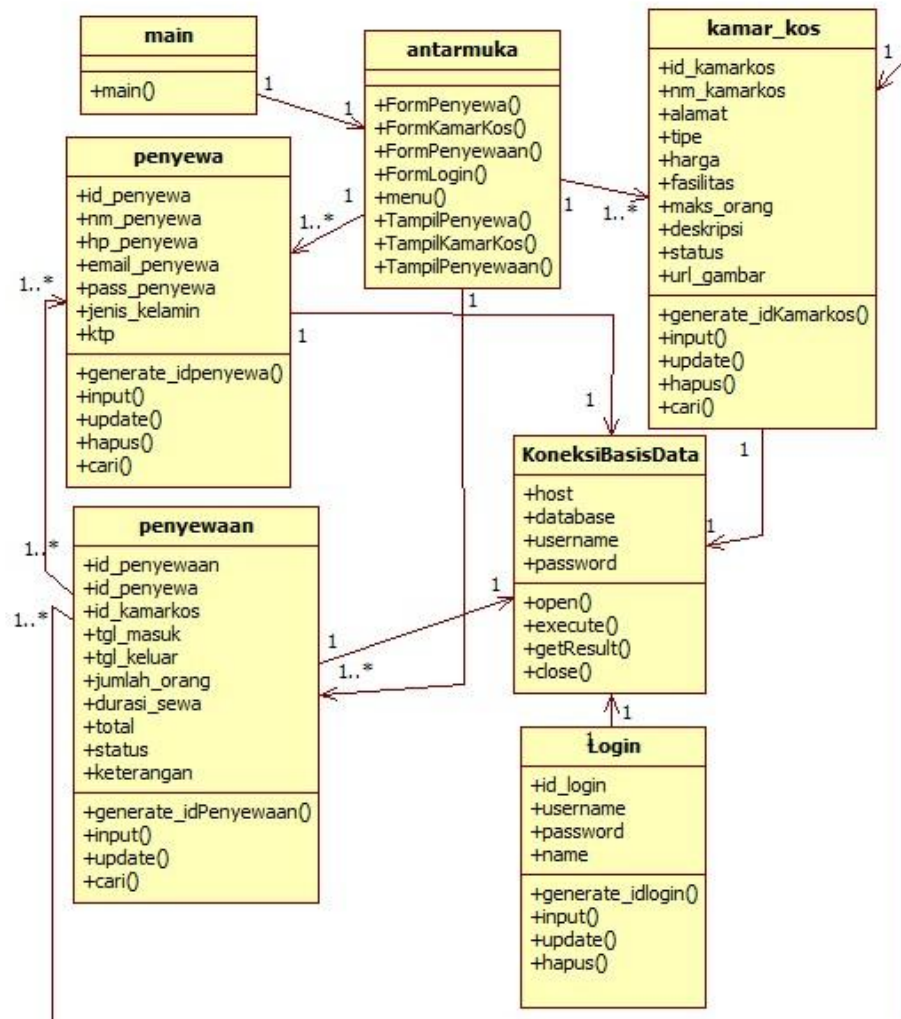 main
+main()
1
1
antarmuka
+FormPenyewa()
+FormKamarKos()
+FormPenyewaan()
+FormLogin()
+menu()
+TampilPenyewa()
+TampilKamarKos()
+TampilPenyewaan()
1
1..*
1
1..*
1
kamar_kos
+id_kamarkos
+nm_kamarkos
+alamat
+tipe
+harga
+fasilitas
+maks_orang
+deskripsi
+status
+url_gambar
+generate_idKamarkos()
+input()
+update()
+hapus()
+cari()
1
1
1
penyewa
+id_penyewa
+nm_penyewa
+hp_penyewa
+email_penyewa
+pass_penyewa
+jenis_kelamin
+ktp
+generate_idpenyewa()
+input()
+update()
+hapus()
+cari()
1..*
1
1
KoneksiBasisData
+host
+database
+username
+password
+open()
+execute()
+getResult()
+close()
penyewaan
+id_penyewaan
+id_penyewa
+id_kamarkos
+tgl_masuk
+tgl_keluar
+jumlah_orang
+durasi_sewa
+total
+status
+keterangan
+generate_idPenyewaan()
+input()
+update()
+cari()
1..*
1..*
1
1
1..*
1
1
Login
+id_login
+username
+password
+name
+generate_idlogin()
+input()
+update()
+hapus()